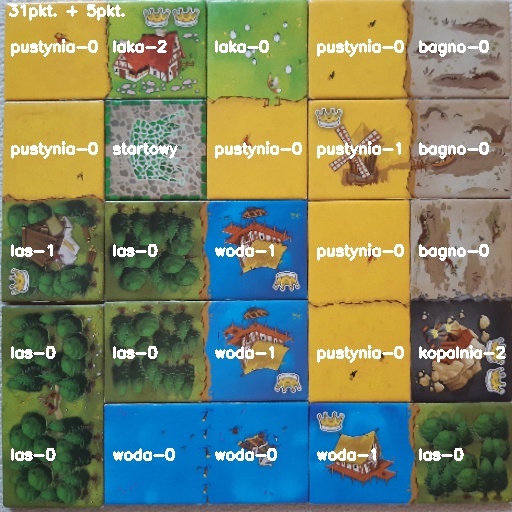 31pkt. + 5pkt.
pustynia-0 laka-2 laka-0 pustynia-0 bagno-0
pustynia-0 startowy pustynia-0 pustynia-1 bagno-0
las-1 las-0 woda-1 pustynia-0 bagno-0
las-0 las-0 woda-1 pustynia-0 kopalnia-2
las-0 woda-0 woda-0 woda-1 las-0